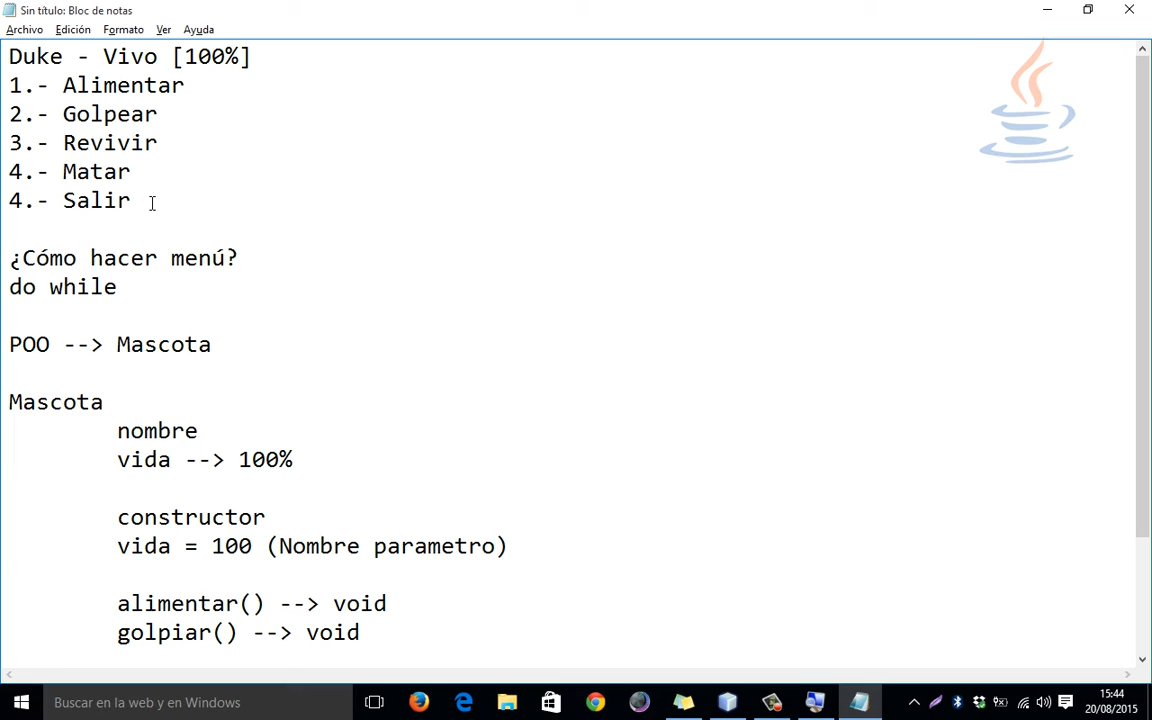 Sin título: Bloc de notas
Archivo Edición Formato Ver Ayuda
Duke - Vivo [100%]
1.- Alimentar
2.- Golpear
3.- Revivir
4.- Matar
4.- Salir
¿Cómo hacer menú?
do while
POO --> Mascota
Mascota
nombre
vida --> 100%
constructor
vida = 100 (Nombre parametro)
alimentar() --> void
golpiar() --> void
Buscar en la web y en Windows
15:44
20/08/2015